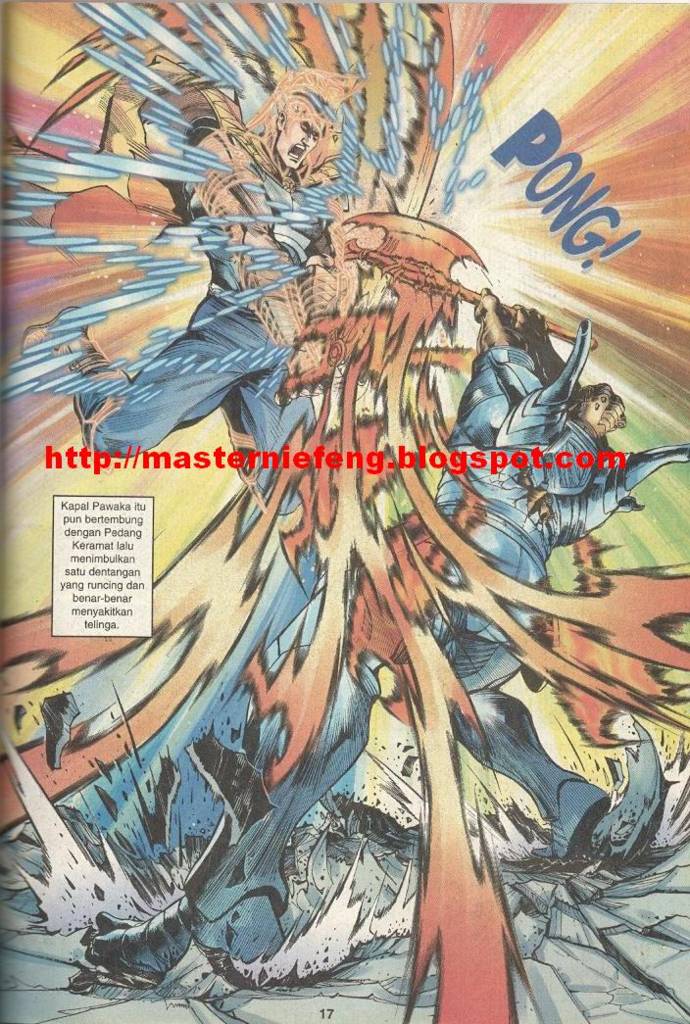 PONG!
http://masterniefeng.blogspot.com
Kapal Pawaka itu
pun bertembung
dengan Pedang
Keramat lalu
menimbulkan
satu dentangan
yang runcing dan
benar-benar
menyakitkan
telinga.
17